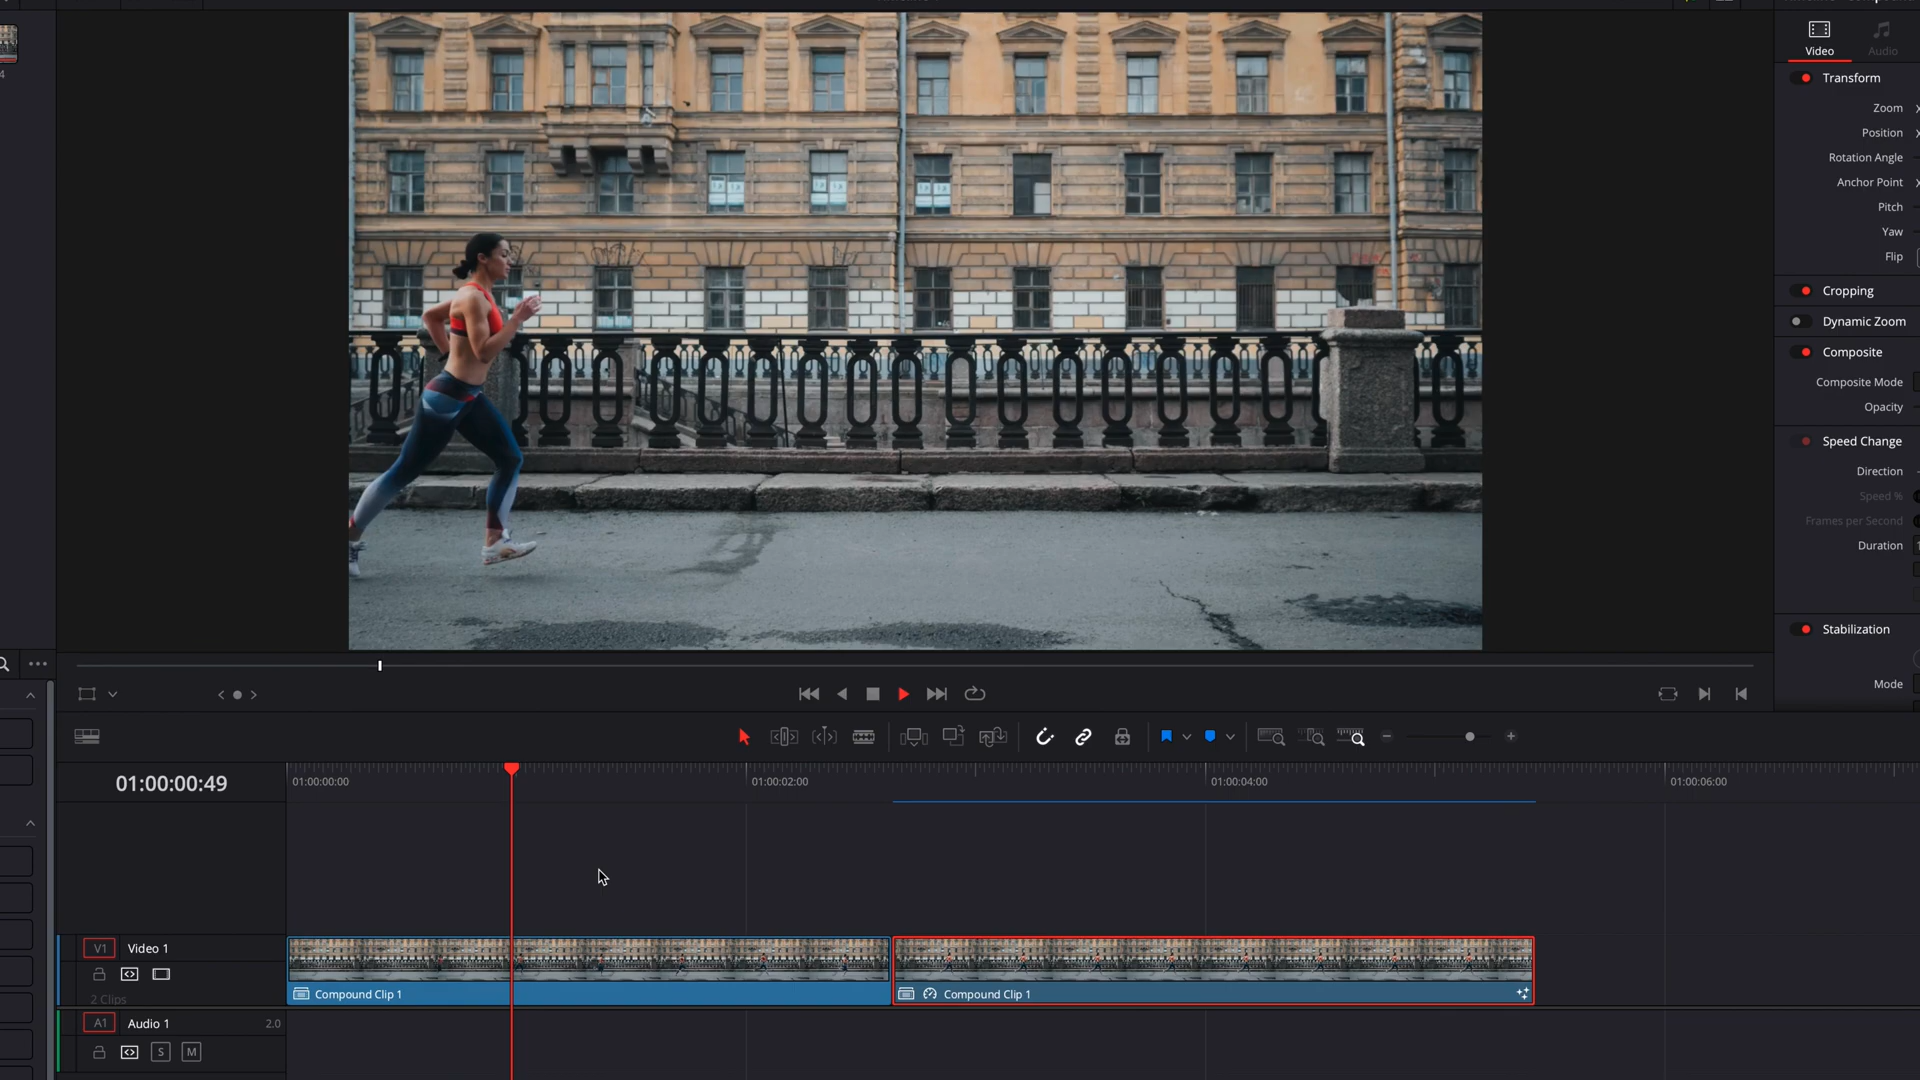 4
Video
Audio
Transform
Zoom
Position
Rotation Angle
Anchor Point
Pitch
Yaw
Flip
Cropping
Dynamic Zoom
Composite
Composite Mode
Opacity
Speed Change
Direction
Speed %
Frames per Second
Duration
Stabilization
Mode
01:00:00:49
01:00:00:00
01:00:02:00
01:00:04:00
01:00:06:00
V1
Video 1
2 Clips
Compound Clip 1
Compound Clip 1
A1
Audio 1
2.0
S
M